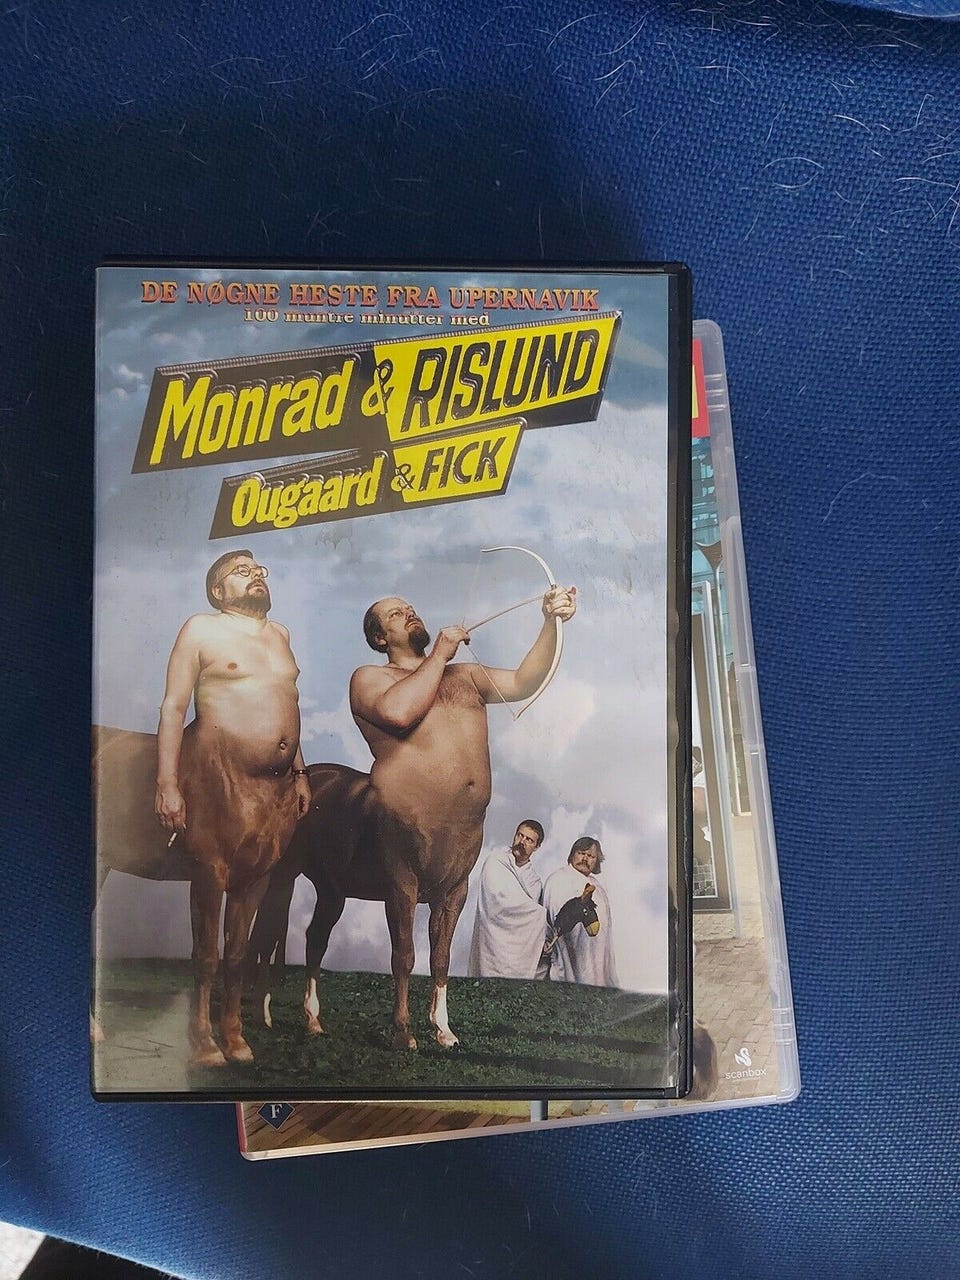 DE NØGNE HESTE FRA UPERNAVIK
100 muntre minutter med
Monrad & RISLUND
Ougaard & FICK
scanbox
F